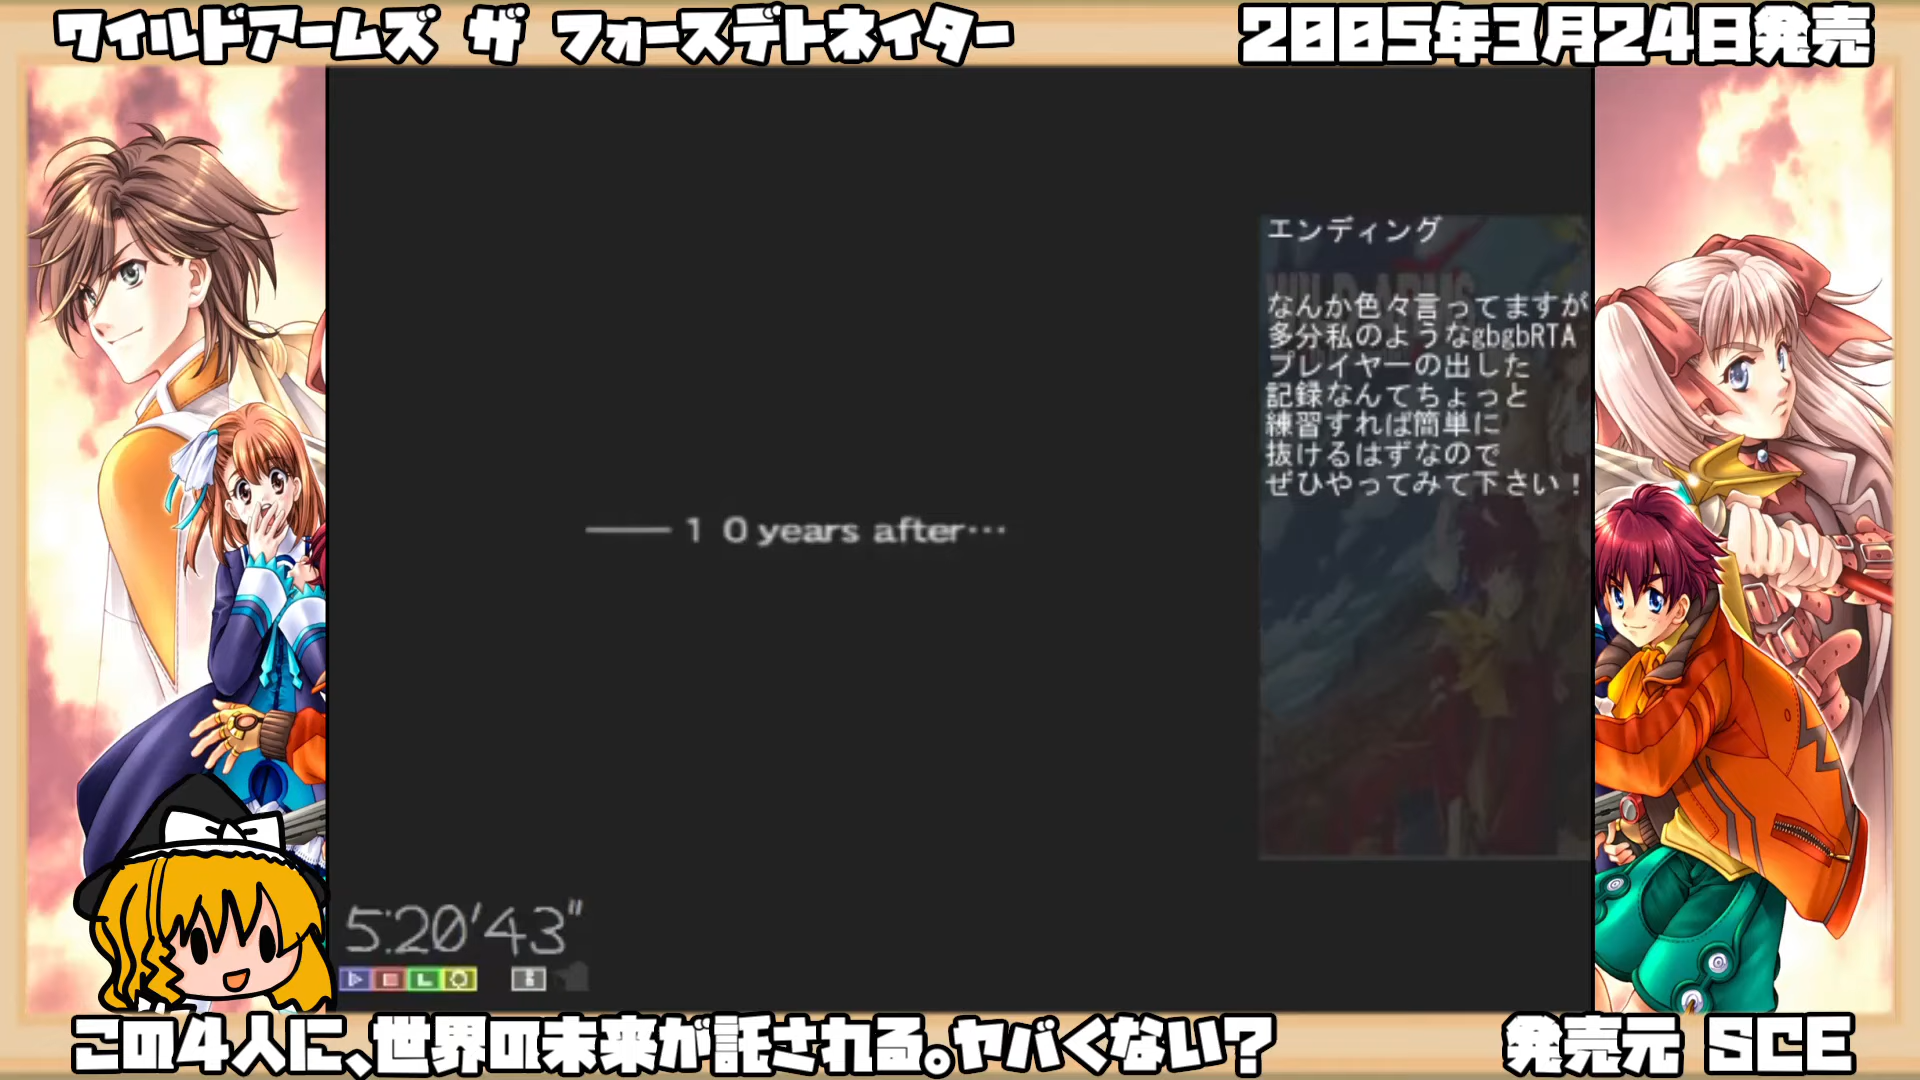 ワイルドアームズ ザ フォースデトネイター
2005年3月24日発売
エンディング
なんか色々言ってますが
多分私のようなgbgbRTA
プレイヤーの出した
記録なんてちょっと
練習すれば簡単に
抜けるはずなので
ぜひやってみて下さい!
――10years after…
5:20'43"
この4人に、世界の未来が託される。ヤバくない?
発売元 SCE